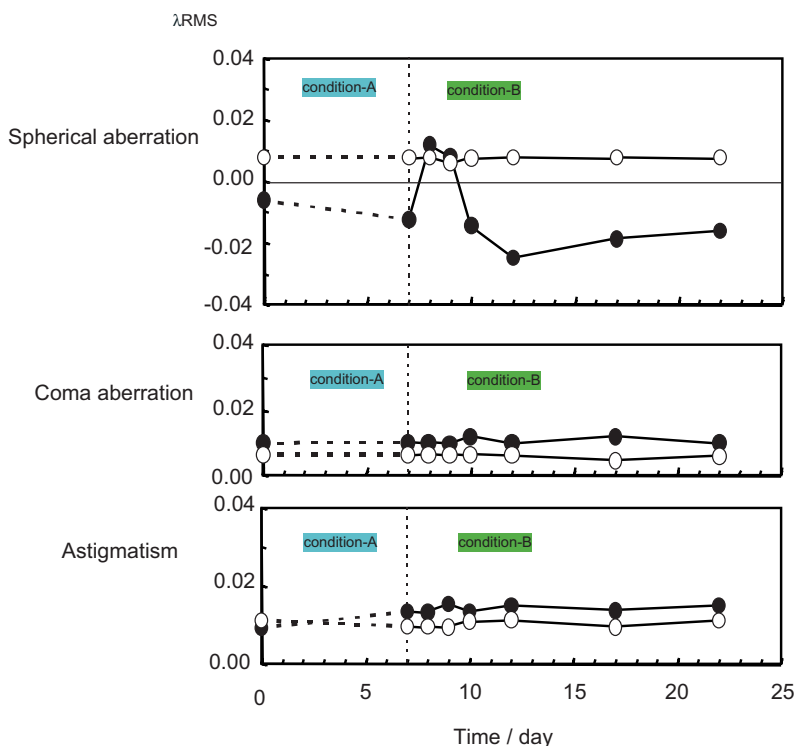 λRMS
0.04
condition-A condition-B
0.02
Spherical aberration
0.00
-0.02
-0.04
0.04
condition-A condition-B
Coma aberration
0.02
0.00
0.04
condition-A condition-B
Astigmatism
0.02
0.00
0 5 10 15 20 25
Time / day